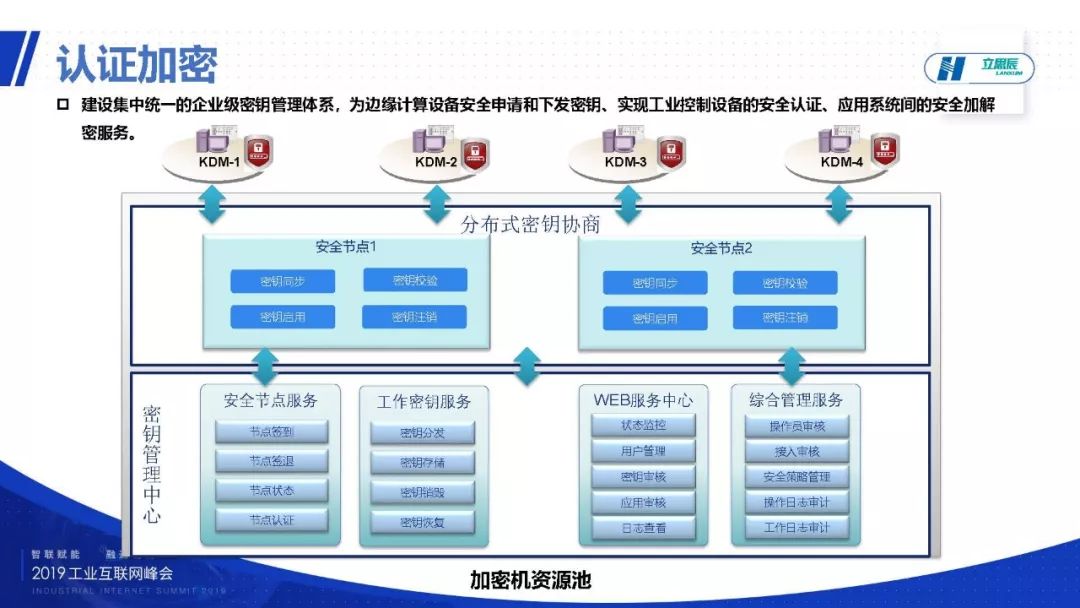 认证加密
立思辰
LANXUM
口 建设集中统一的企业级密钥管理体系，为边缘计算设备安全申请和下发密钥、实现工业控制设备的安全认证、应用系统间的安全加解
密服务。
KDM-1
KDM-2
KDM-3
KDM-4
分布式密钥协商
安全节点1
密钥同步
密钥校验
密钥启用
密钥注销
安全节点2
密钥同步
密钥校验
密钥启用
密钥注销
密钥管理中心
安全节点服务
节点签到
节点签退
节点状态
节点认证
工作密钥服务
密钥分发
密钥存储
密钥销毁
密钥恢复
WEB服务中心
状态监控
用户管理
密钥审核
应用审核
日志查看
综合管理服务
操作员审核
接入审核
安全策略管理
操作日志审计
工作日志审计
智联赋能 融
2019 工业互联网峰会
INDUSTRIAL INTERNET SUMMIT 2019
加密机资源池